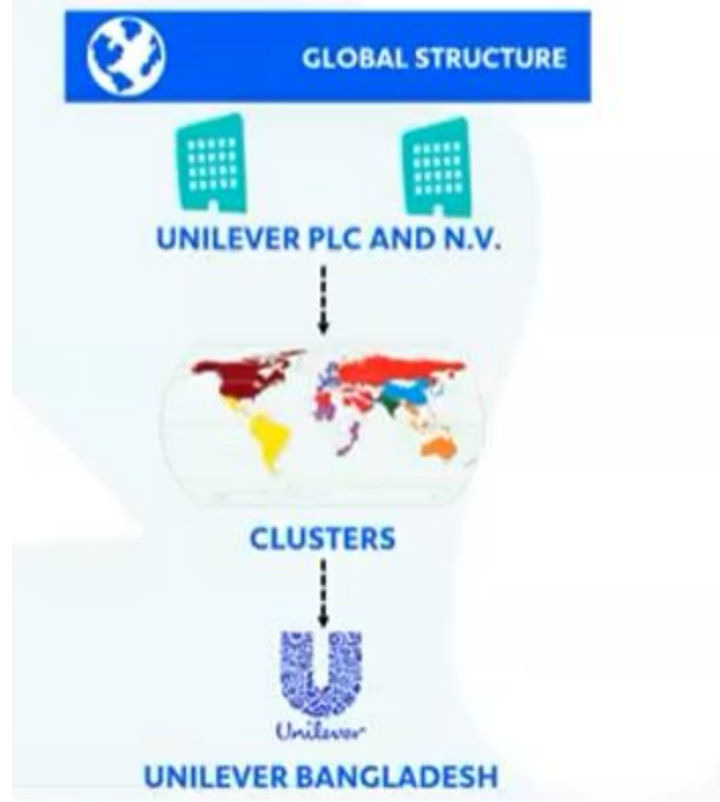 GLOBAL STRUCTURE
UNILEVER PLC AND N.V.
CLUSTERS
Unilever
UNILEVER BANGLADESH